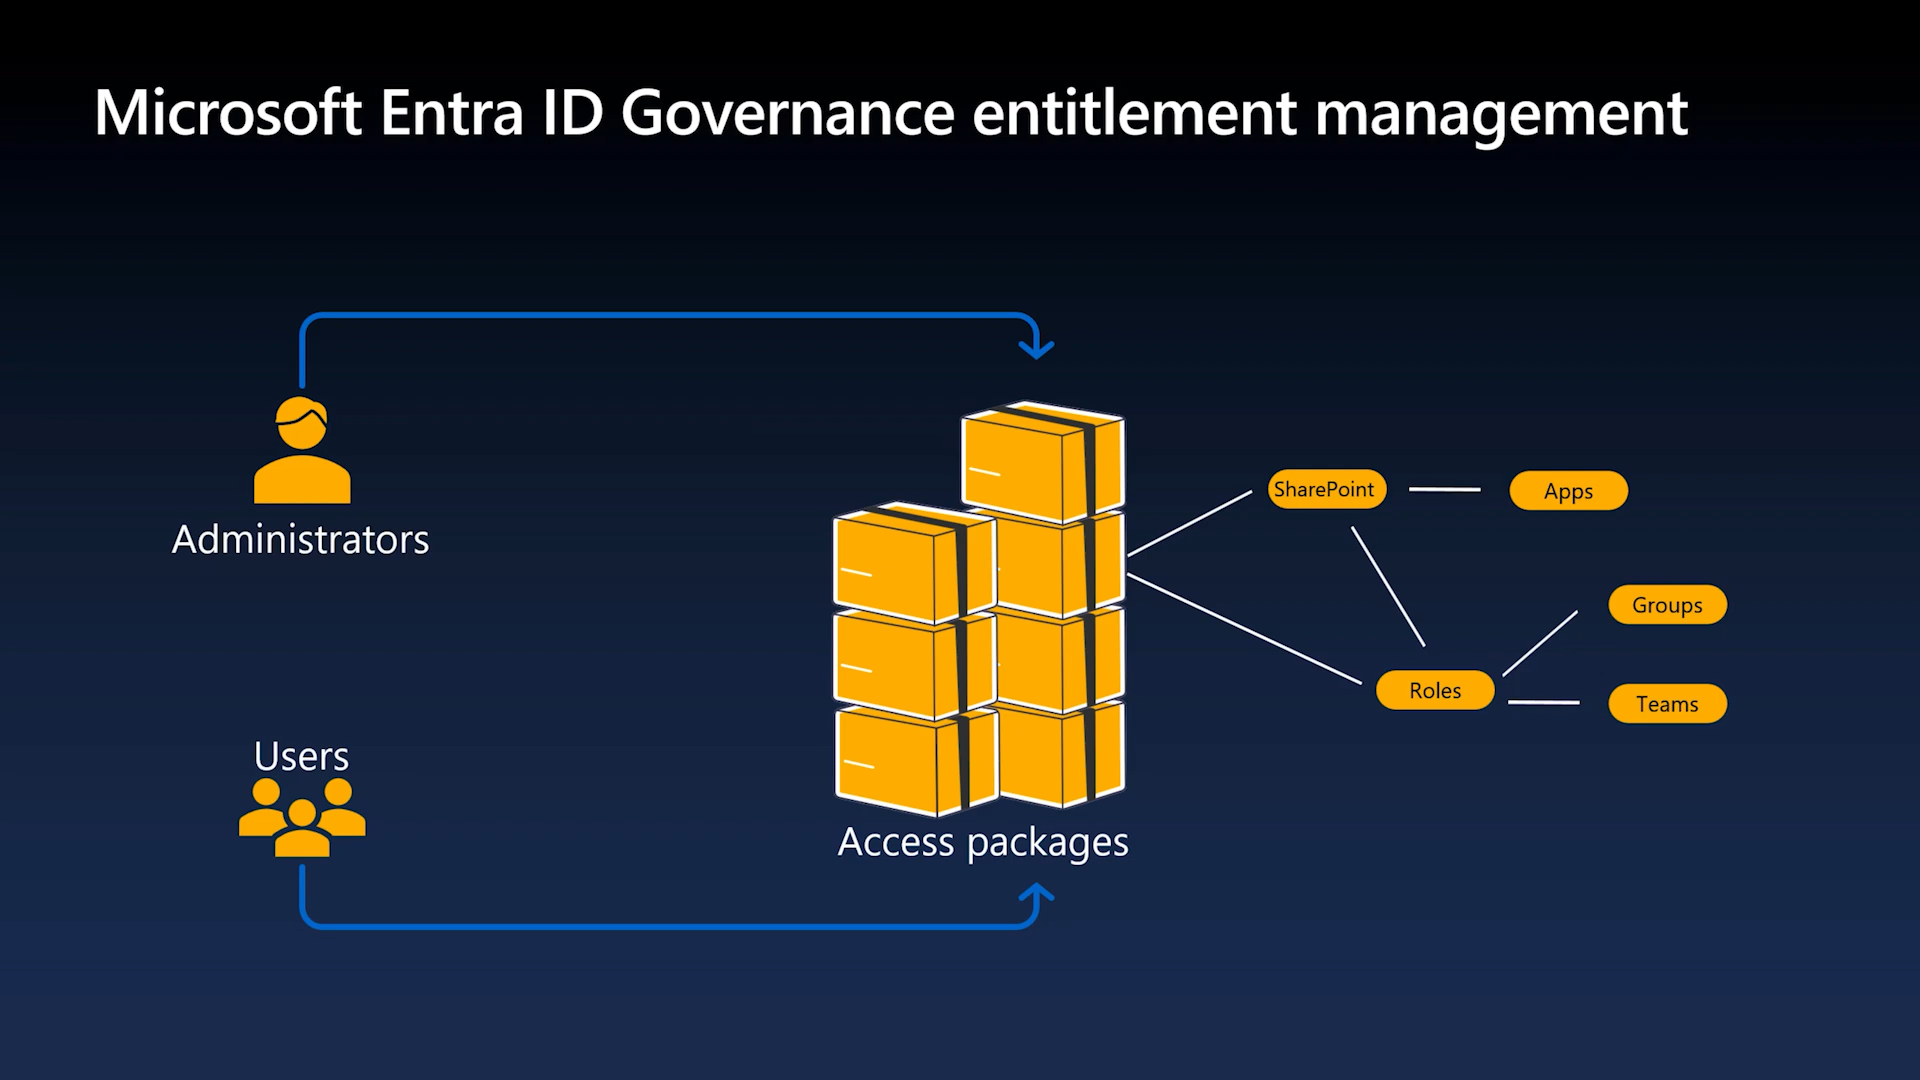 Microsoft Entra ID Governance entitlement management
Administrators
Users
Access packages
SharePoint
Apps
Groups
Roles
Teams